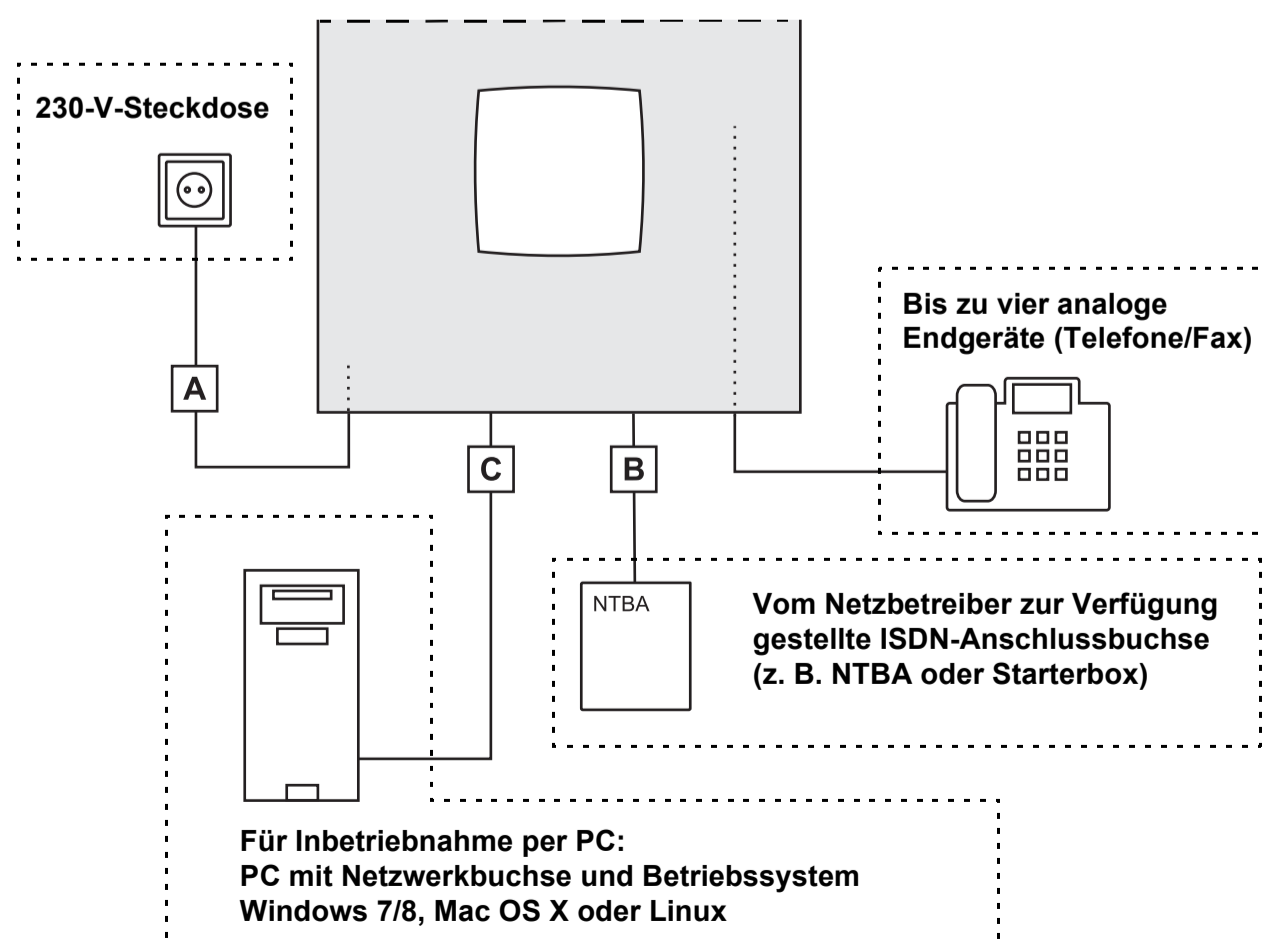 230-V-Steckdose
Bis zu vier analoge
Endgeräte (Telefone/Fax)
A
C
B
NTBA
Vom Netzbetreiber zur Verfügung
gestellte ISDN-Anschlussbuchse
(z. B. NTBA oder Starterbox)
Für Inbetriebnahme per PC:
PC mit Netzwerkbuchse und Betriebssystem
Windows 7/8, Mac OS X oder Linux